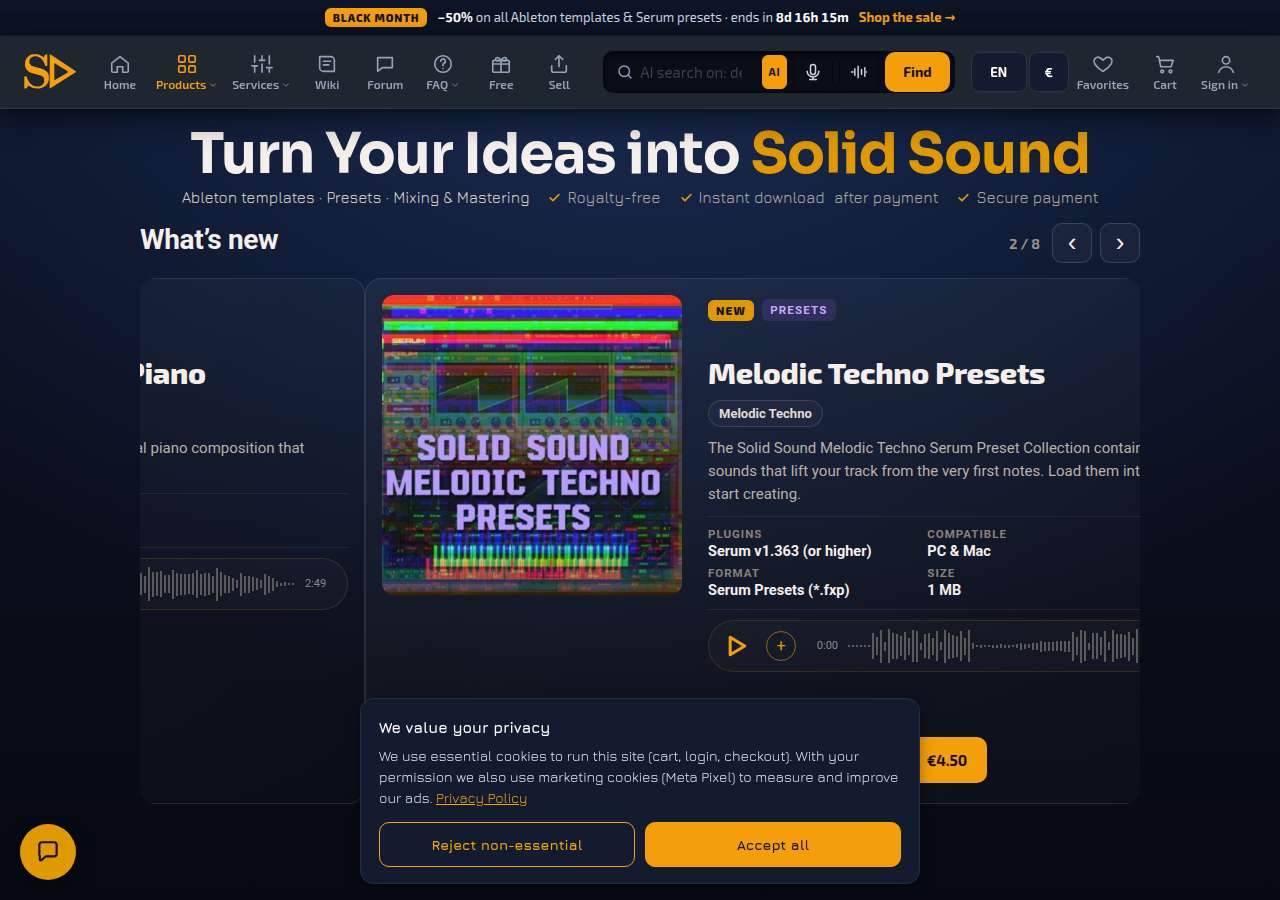 BLACK MONTH −50% on all Ableton templates & Serum presets · ends in 8d 16h 15m Shop the sale →
Home Products Services Wiki Forum FAQ Free Sell AI search on: de AI Find EN € Favorites Cart Sign in
Turn Your Ideas into Solid Sound
Ableton templates · Presets · Mixing & Mastering ✓ Royalty-free ✓ Instant download after payment ✓ Secure payment
What's new 2 / 8
NEW PRESETS
Piano
Melodic Techno Presets
Melodic Techno
al piano composition that
The Solid Sound Melodic Techno Serum Preset Collection contain
sounds that lift your track from the very first notes. Load them int
start creating.
SERUM
SOLID SOUND
MELODIC TECHNO
PRESETS
PLUGINS COMPATIBLE
Serum v1.363 (or higher) PC & Mac
FORMAT SIZE
Serum Presets (*.fxp) 1 MB
2:49
0:00
€4.50
We value your privacy
We use essential cookies to run this site (cart, login, checkout). With your
permission we also use marketing cookies (Meta Pixel) to measure and improve
our ads. Privacy Policy
Reject non-essential Accept all